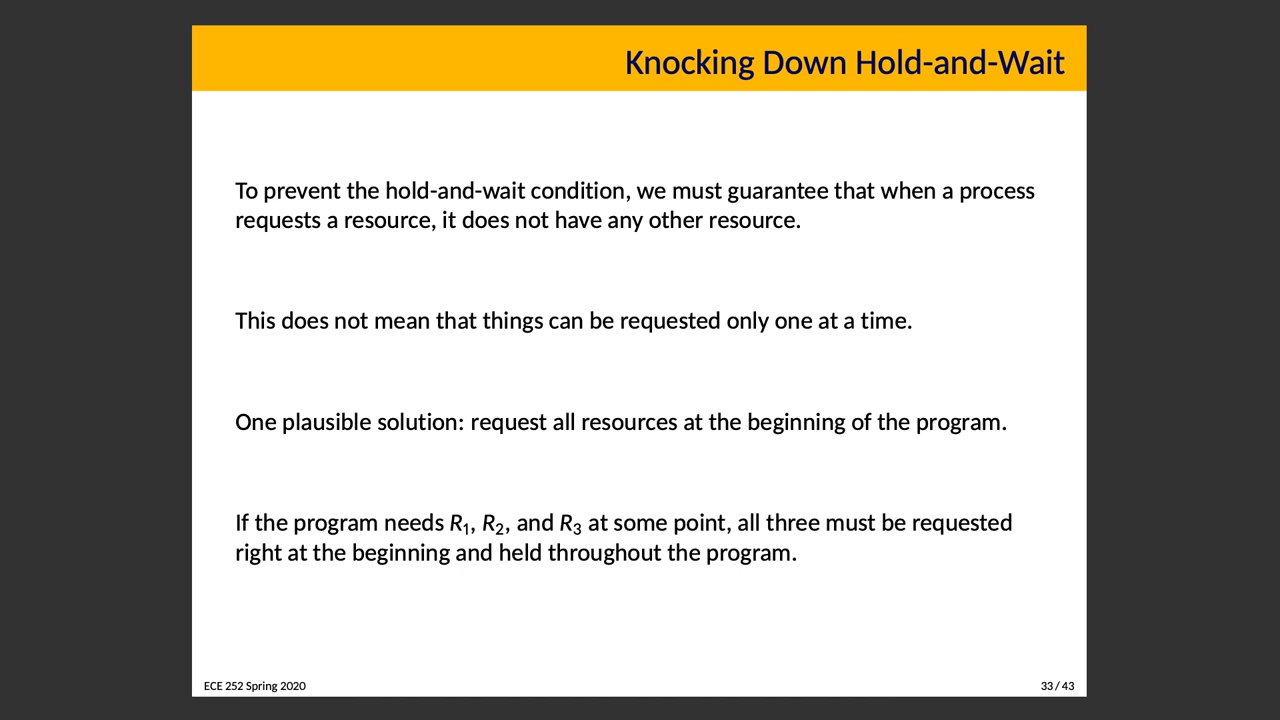 Knocking Down Hold-and-Wait
To prevent the hold-and-wait condition, we must guarantee that when a process
requests a resource, it does not have any other resource.
This does not mean that things can be requested only one at a time.
One plausible solution: request all resources at the beginning of the program.
If the program needs R₁, R₂, and R₃ at some point, all three must be requested
right at the beginning and held throughout the program.
ECE 252 Spring 2020
33 / 43